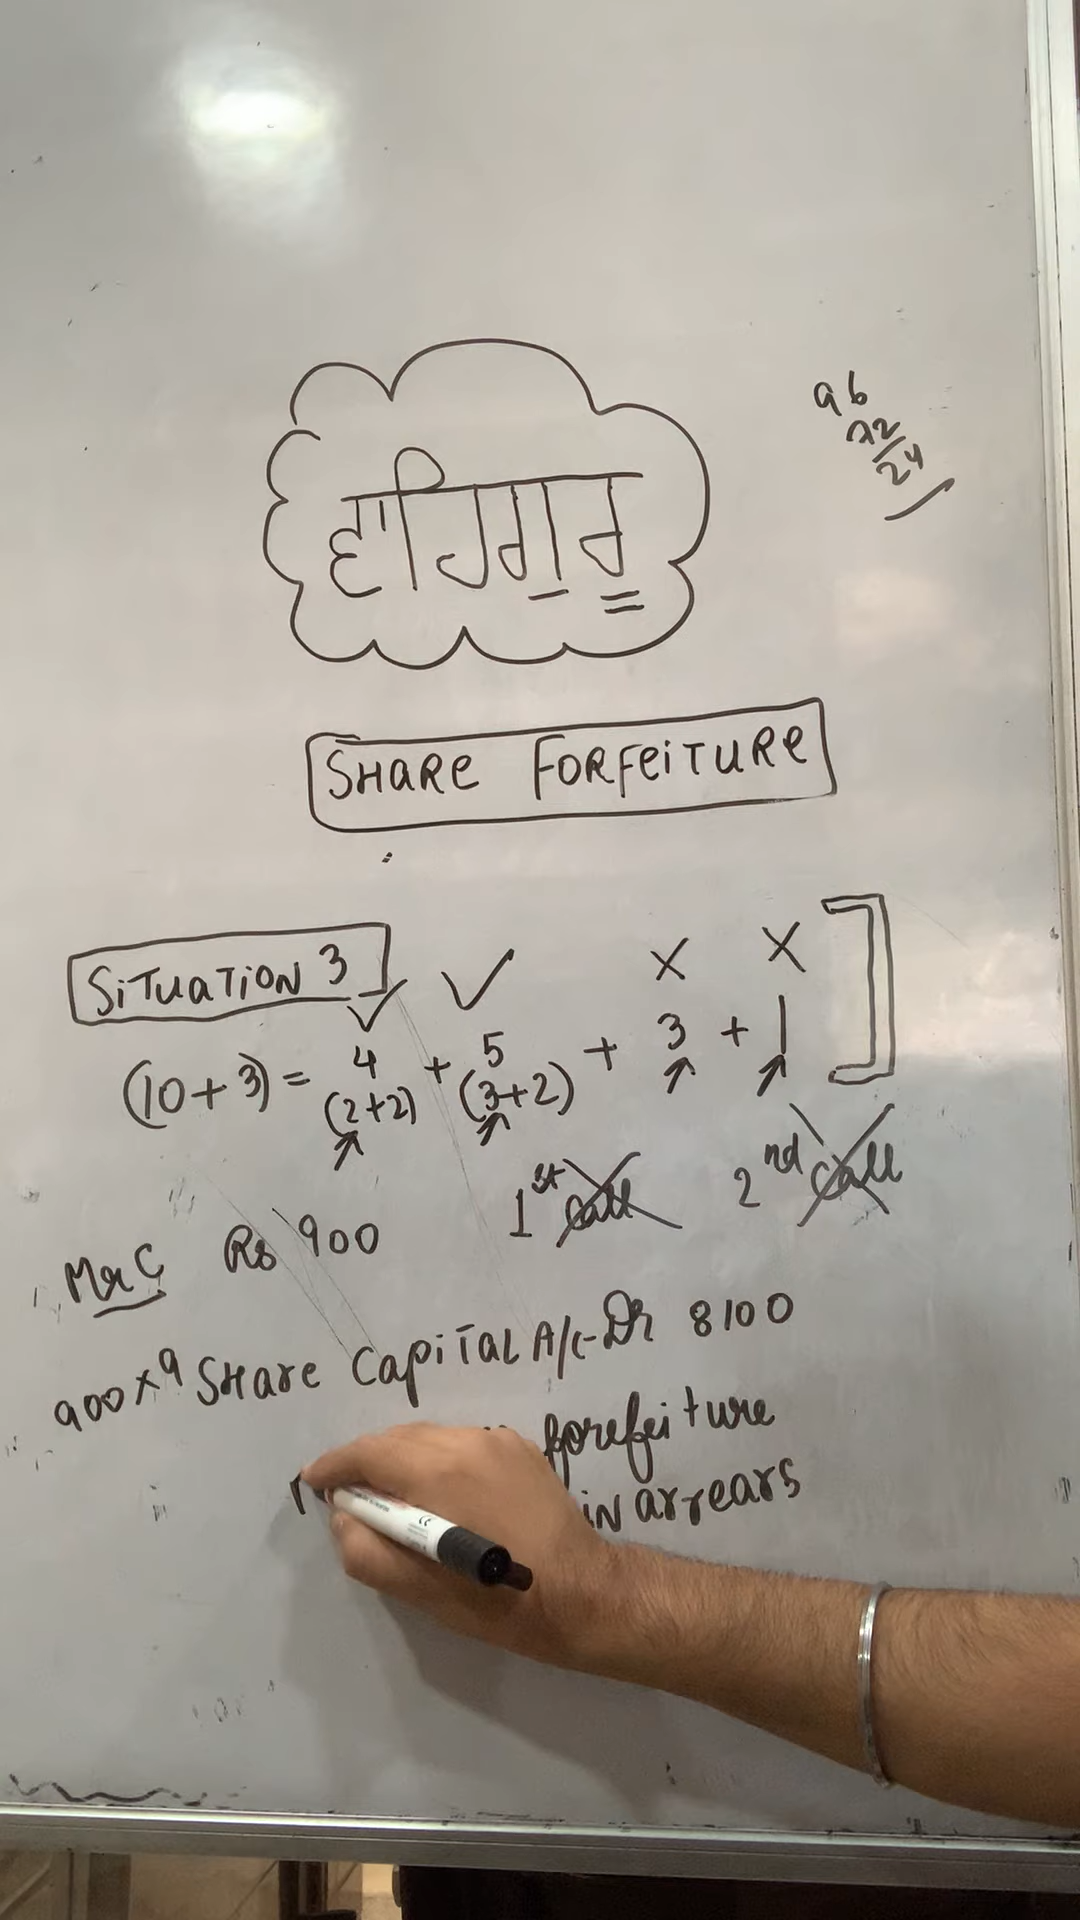 ਵਾਹਿਗੁਰੂ
96
72
24
SHARE FORFEITURE
SITUATION 3
(10+3) = 4 + 5 + 3 + 1
(2+2) (3+2)
1st call 2nd call
Mr C Rs 900
900×9 SHare Capital A/c-Dr 8100
forefeiture
in arrears